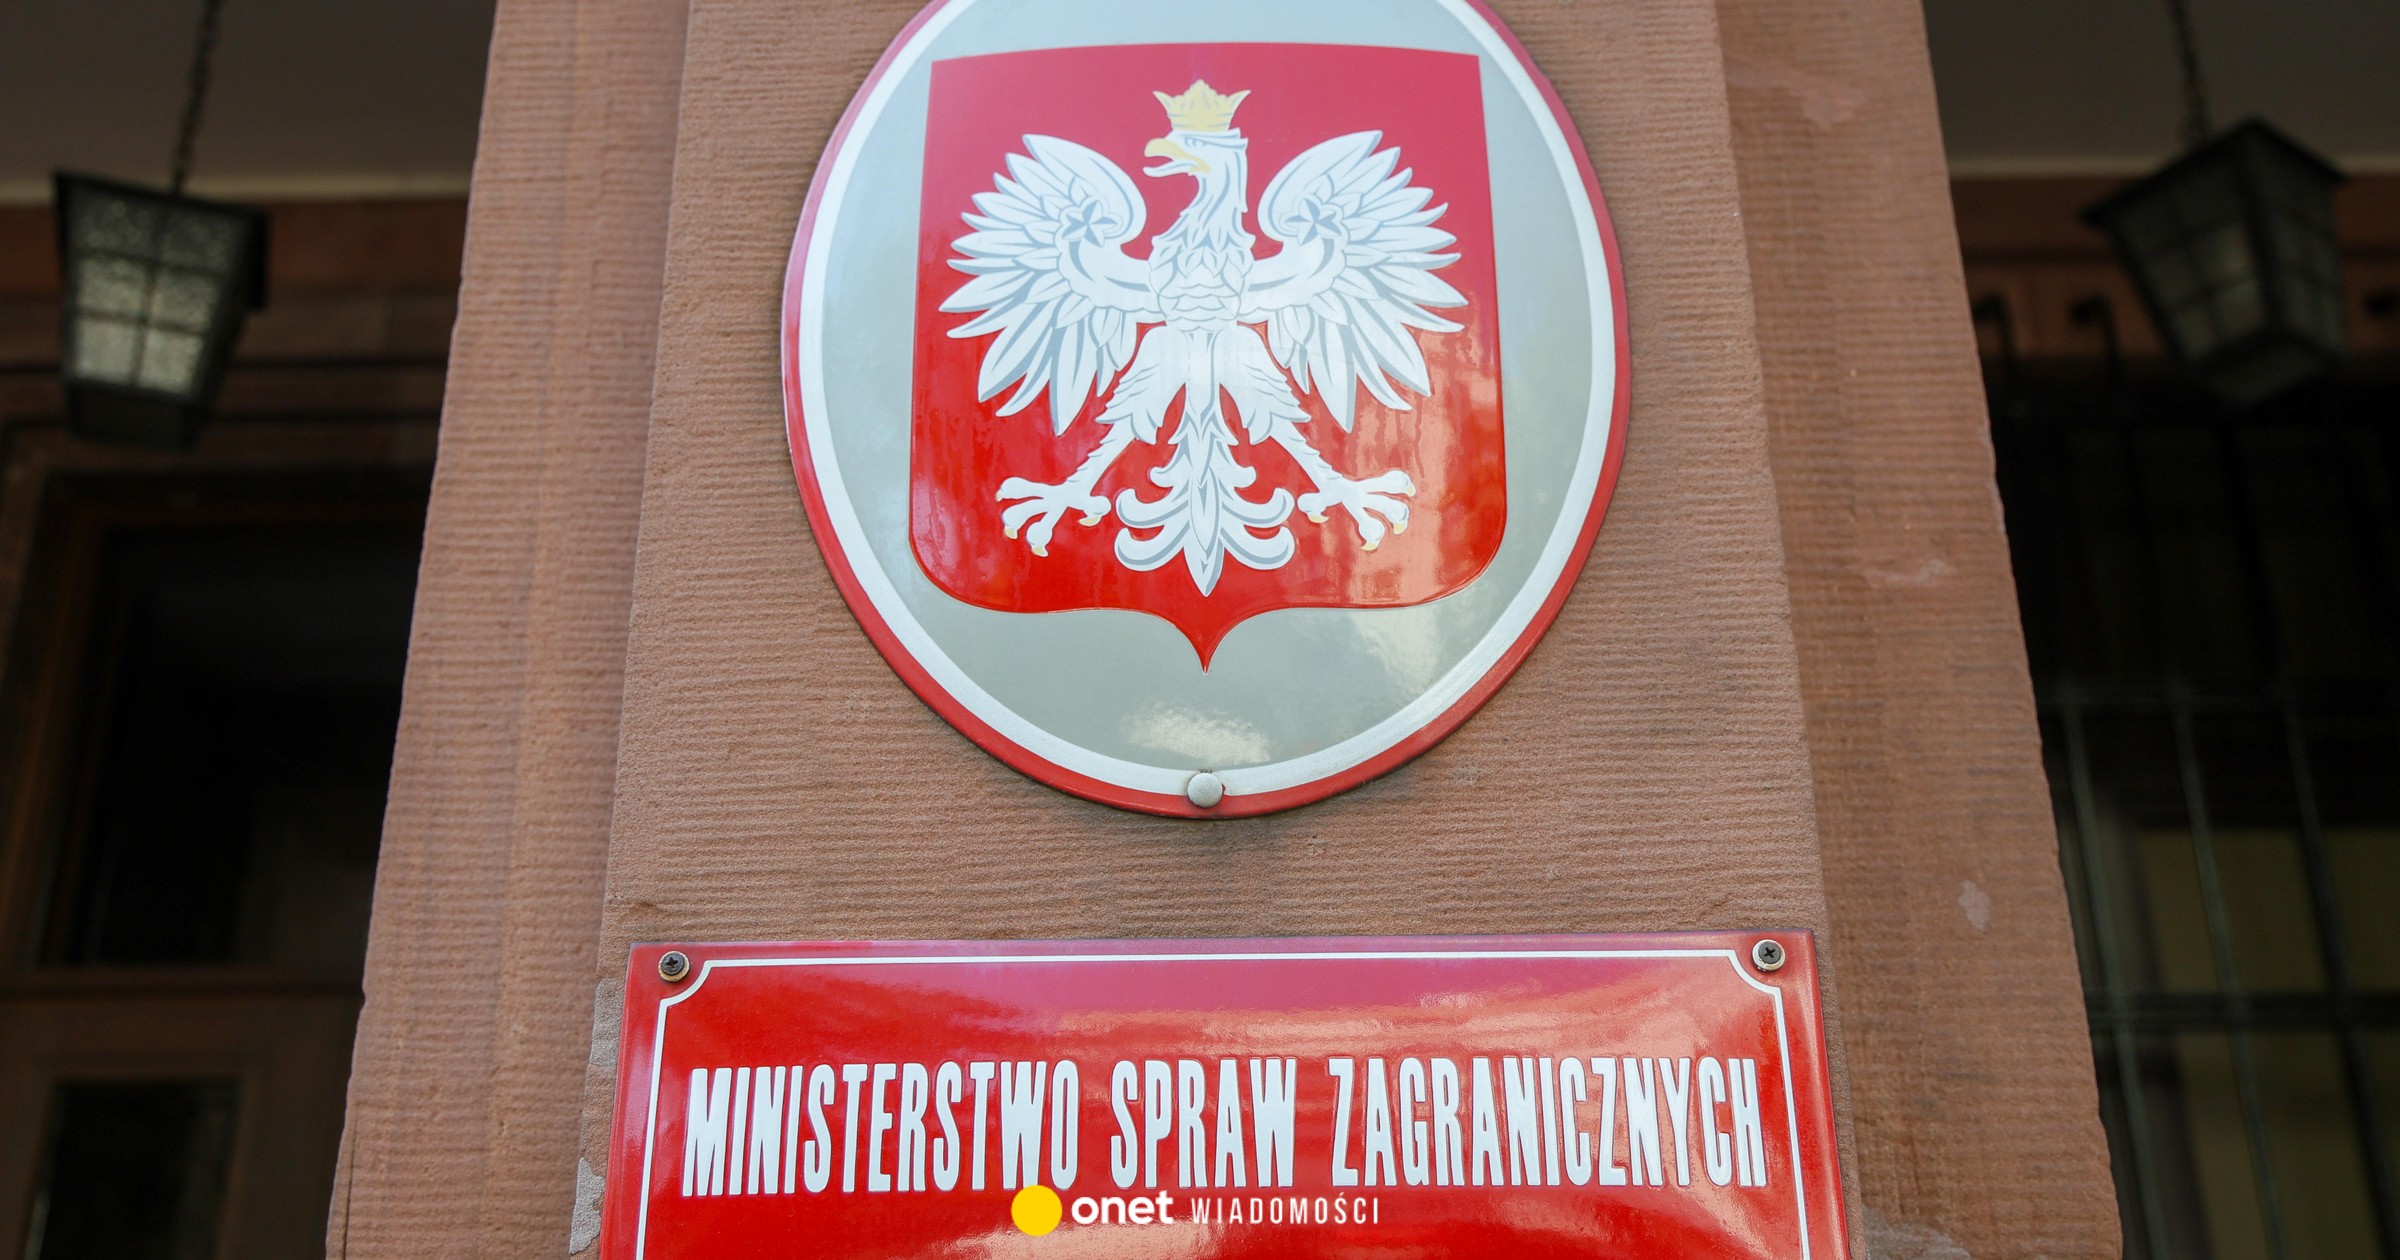 MINISTERSTWO SPRAW ZAGRANICZNYCH
onet WIADOMOŚCI